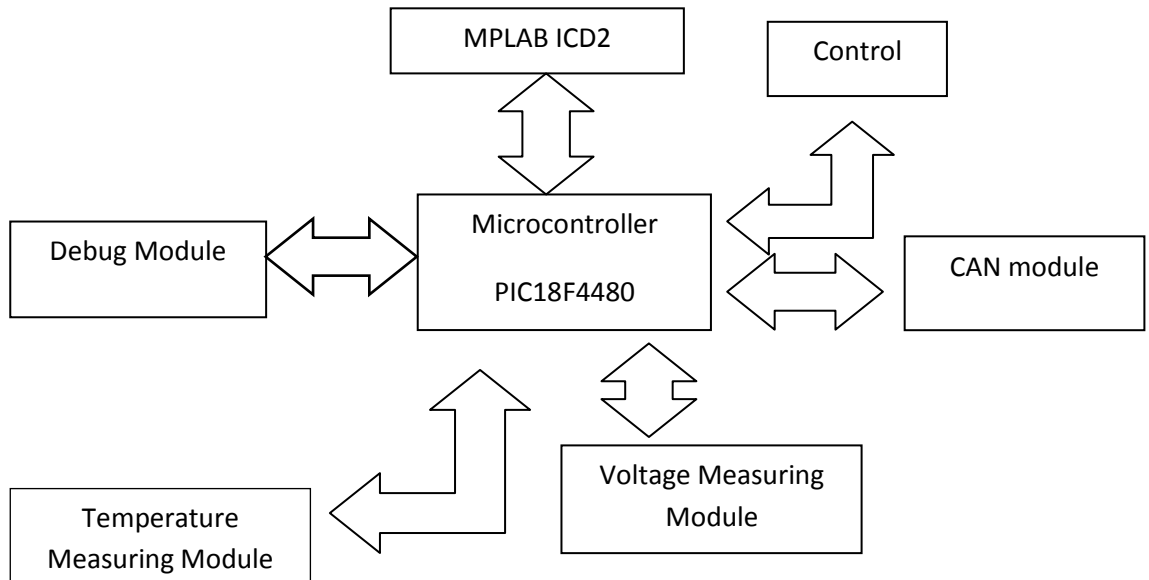 MPLAB ICD2
Control
Microcontroller
PIC18F4480
Debug Module
CAN module
Voltage Measuring
Module
Temperature
Measuring Module